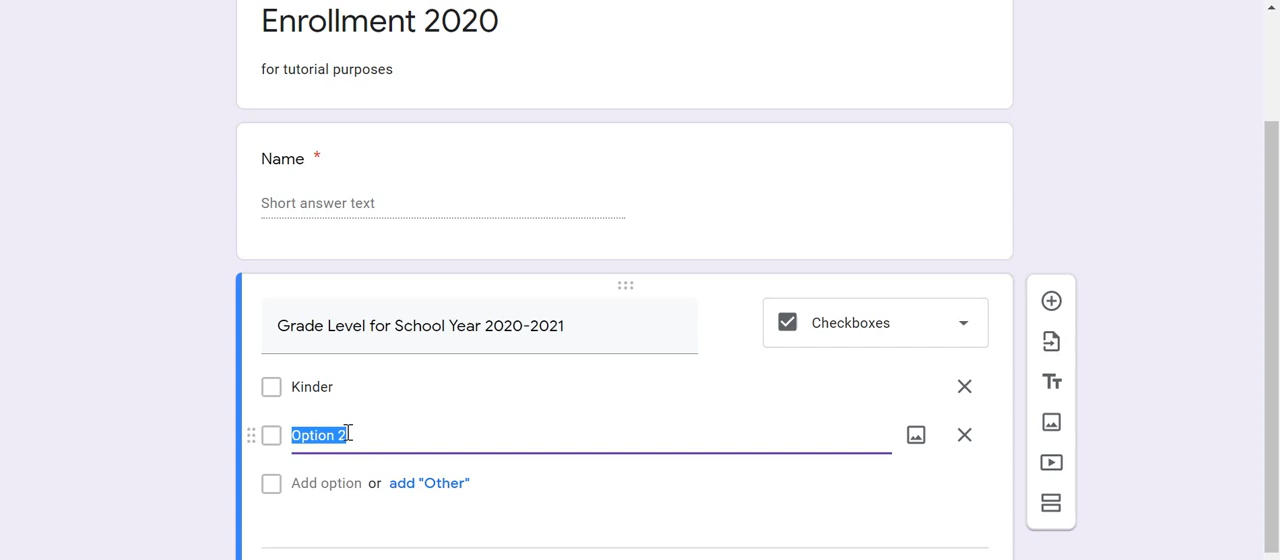 Enrollment 2020
for tutorial purposes
Name *
Short answer text
Grade Level for School Year 2020-2021
Checkboxes
Kinder
Option 2
Add option or add "Other"
Tт